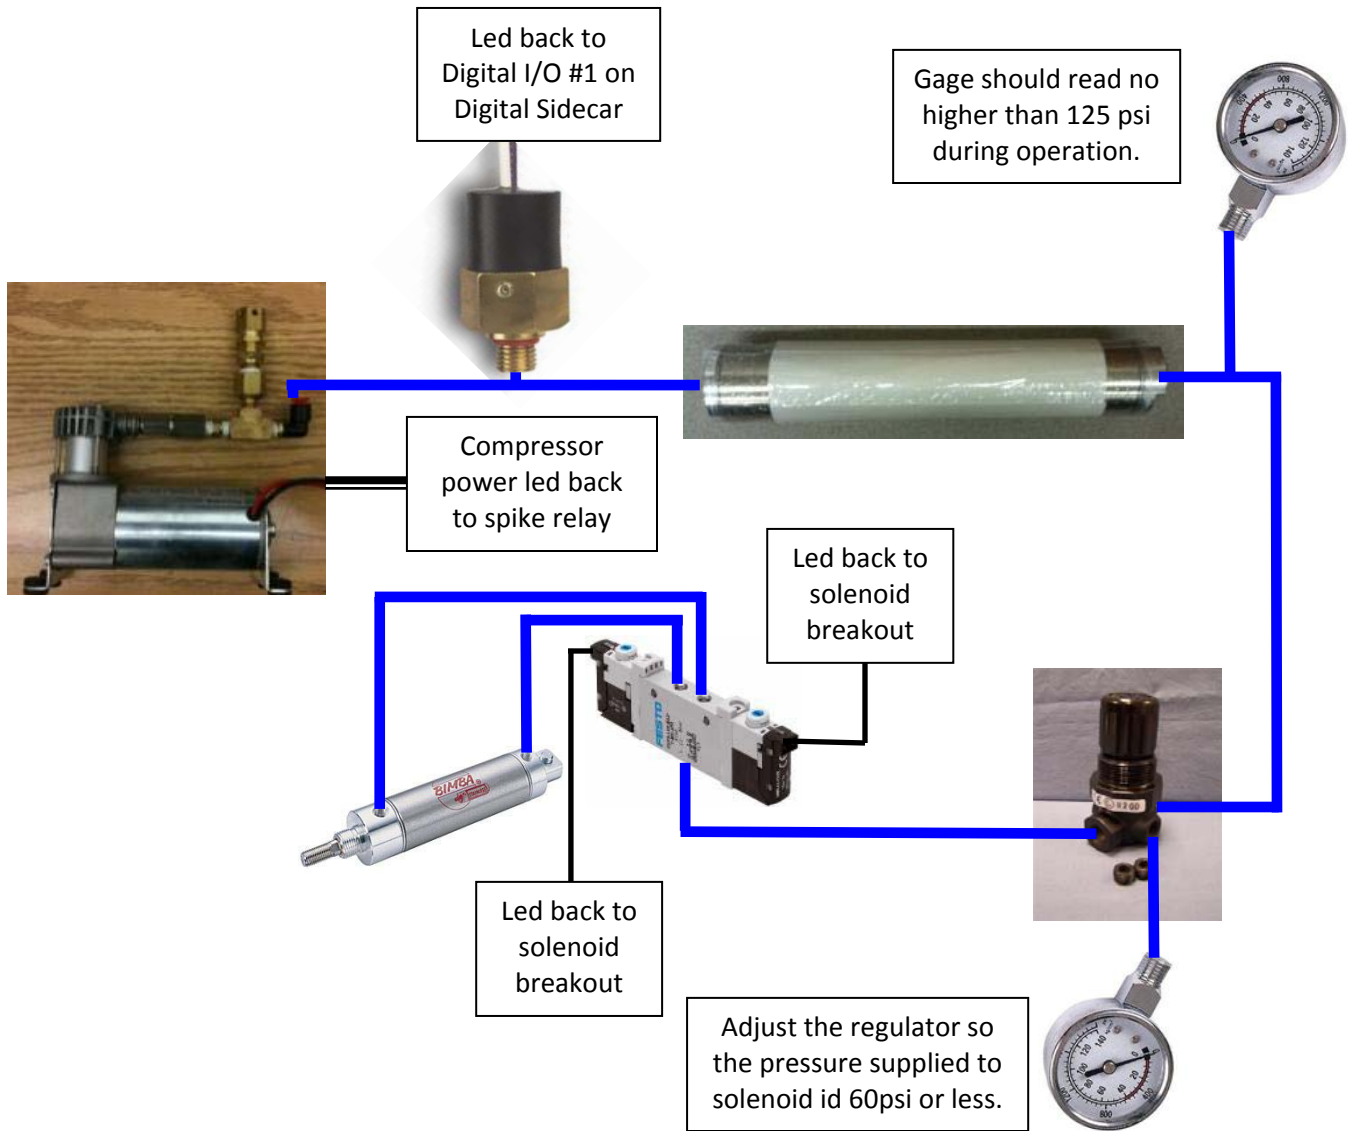 Led back to
Digital I/O #1 on
Digital Sidecar
Gage should read no
higher than 125 psi
during operation.
Compressor
power led back
to spike relay
Led back to
solenoid
breakout
FESTO
BIMBA
Led back to
solenoid
breakout
Adjust the regulator so
the pressure supplied to
solenoid id 60psi or less.